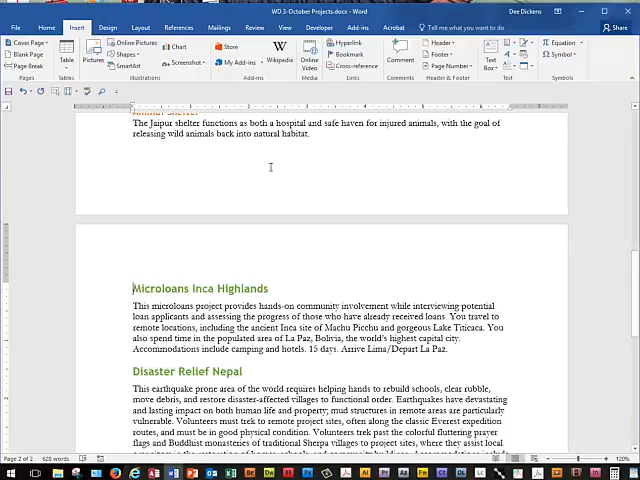 WD 3-October Projects.docx - Word
Dee Dickens
File Home Insert Design Layout References Mailings Review View Developer Add-ins Acrobat Tell me what you want to do Share
Cover Page Online Pictures Chart Store Hyperlink Header Equation
Blank Page Shapes Bookmark Footer Symbol
Page Break Table Pictures SmartArt Screenshot My Add-ins Wikipedia Online Video Cross-reference Comment Page Number Text Box
Pages Tables Illustrations Add-ins Media Links Comments Header & Footer Text Symbols
Animal Shelter
The Jaipur shelter functions as both a hospital and safe haven for injured animals, with the goal of
releasing wild animals back into natural habitat.
Microloans Inca Highlands
This microloans project provides hands-on community involvement while interviewing potential
loan applicants and assessing the progress of those who have already received loans. You travel to
remote locations, including the ancient Inca site of Machu Picchu and gorgeous Lake Titicaca. You
also spend time in the populated area of La Paz, Bolivia, the world's highest capital city.
Accommodations include camping and hotels. 15 days. Arrive Lima/Depart La Paz.
Disaster Relief Nepal
This earthquake prone area of the world requires helping hands to rebuild schools, clear rubble,
move debris, and restore disaster-affected villages to functional order. Earthquakes have devastating
and lasting impact on both human life and property; mud structures in remote areas are particularly
vulnerable. Volunteers must trek to remote project sites, often along the classic Everest expedition
routes, and must be in good physical condition. Volunteers trek past the colorful fluttering prayer
flags and Buddhist monasteries of traditional Sherpa villages to project sites, where they assist local
Page 2 of 2 628 words 120%